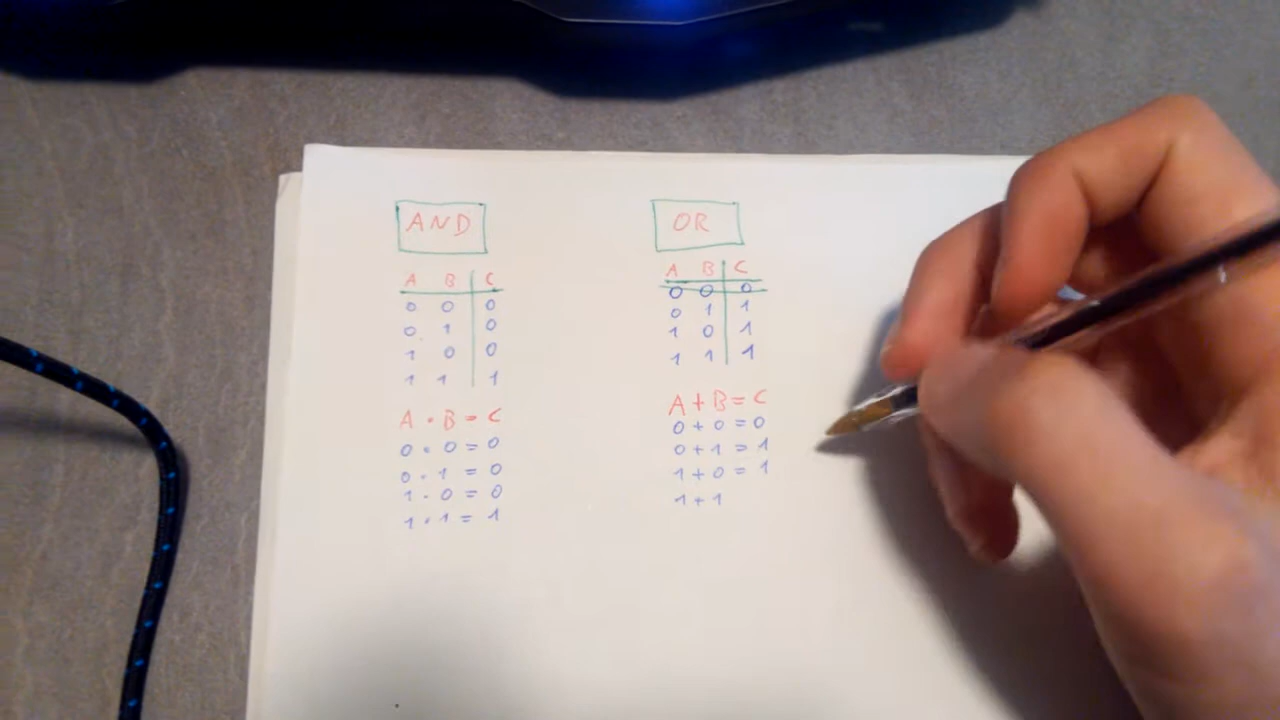 AND
A B C
0 0 0
0 1 0
1 0 0
1 1 1
A · B = C
0 · 0 = 0
0 · 1 = 0
1 · 0 = 0
1 · 1 = 1
OR
A B C
0 0 0
0 1 1
1 0 1
1 1 1
A + B = C
0 + 0 = 0
0 + 1 = 1
1 + 0 = 1
1 + 1